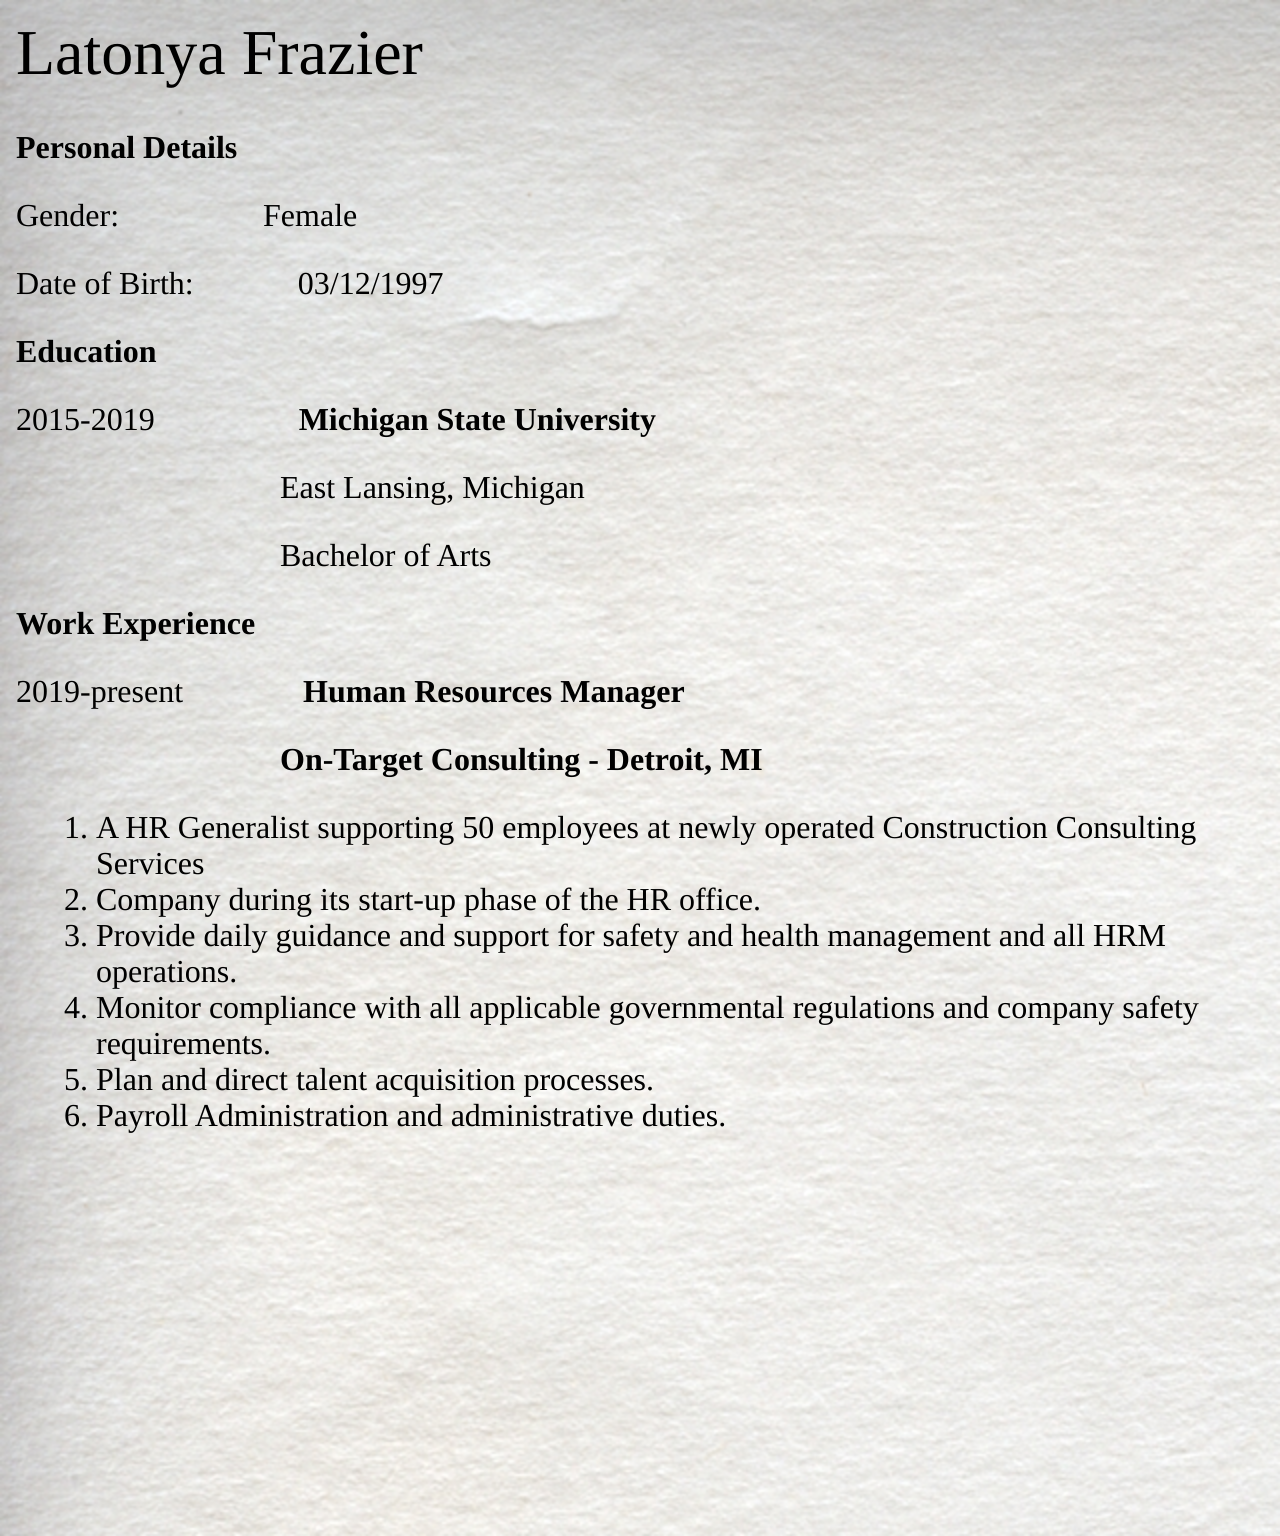 Latonya Frazier
Personal Details
Gender: Female
Date of Birth: 03/12/1997
Education
2015-2019 Michigan State University
East Lansing, Michigan
Bachelor of Arts
Work Experience
2019-present Human Resources Manager
On-Target Consulting - Detroit, MI
1. A HR Generalist supporting 50 employees at newly operated Construction Consulting
Services
2. Company during its start-up phase of the HR office.
3. Provide daily guidance and support for safety and health management and all HRM
operations.
4. Monitor compliance with all applicable governmental regulations and company safety
requirements.
5. Plan and direct talent acquisition processes.
6. Payroll Administration and administrative duties.